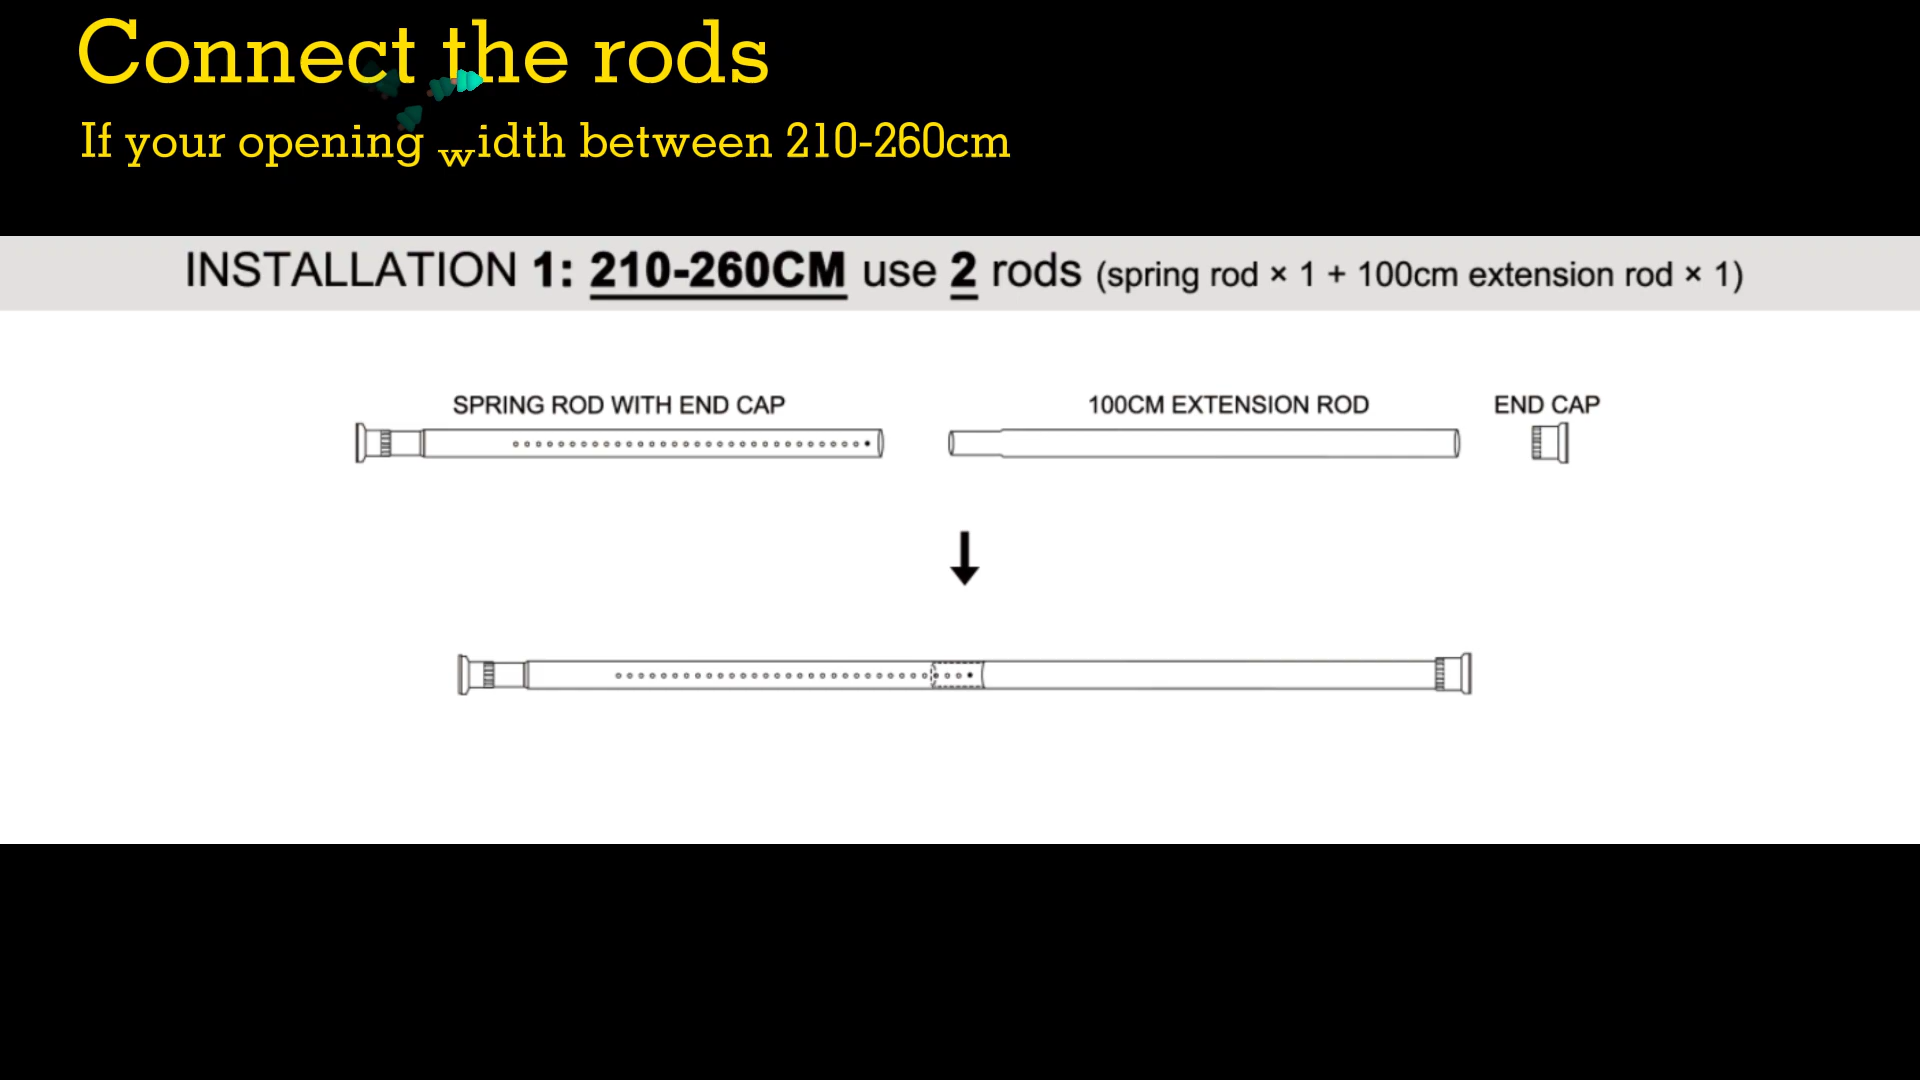 Connect the rods
If your opening width between 210-260cm
INSTALLATION 1: 210-260CM use 2 rods (spring rod × 1 + 100cm extension rod × 1)
SPRING ROD WITH END CAP 100CM EXTENSION ROD END CAP